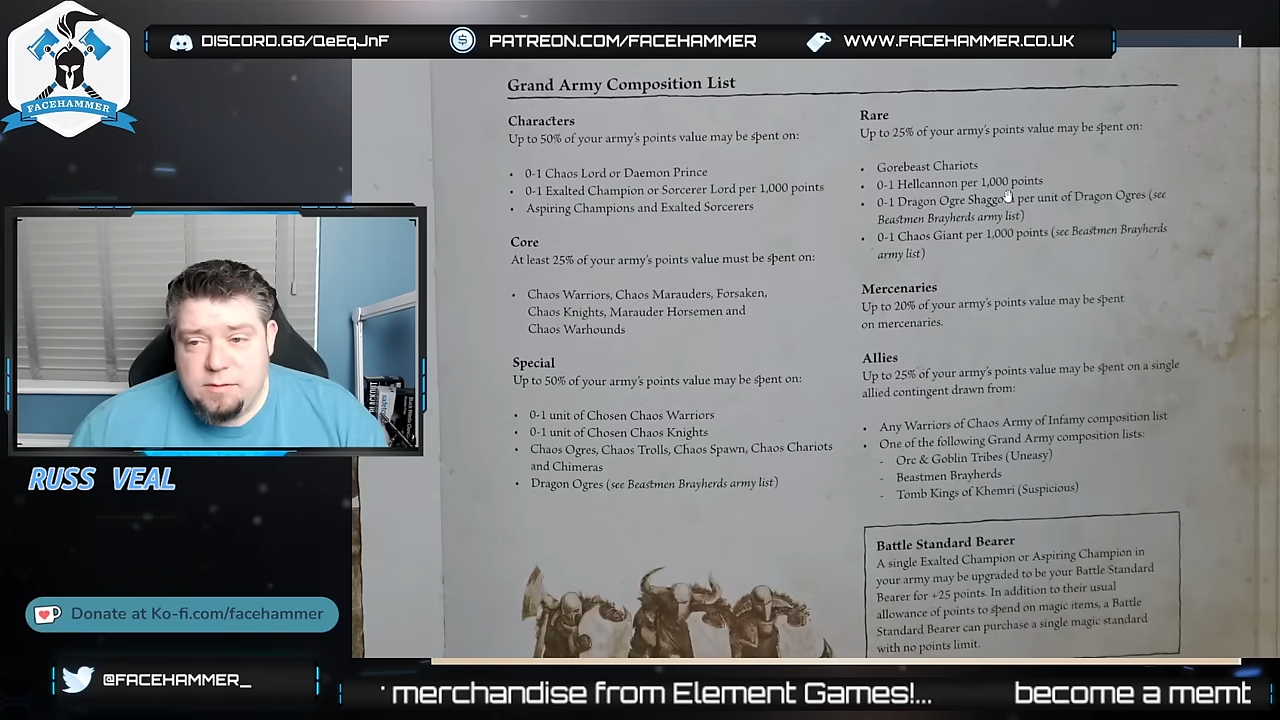 DISCORD.GG/QeEqJnF
PATREON.COM/FACEHAMMER
WWW.FACEHAMMER.CO.UK
FACEHAMMER
Grand Army Composition List
Characters
Up to 50% of your army's points value may be spent on:
• 0-1 Chaos Lord or Daemon Prince
• 0-1 Exalted Champion or Sorcerer Lord per 1,000 points
• Aspiring Champions and Exalted Sorcerers
Core
At least 25% of your army's points value must be spent on:
• Chaos Warriors, Chaos Marauders, Forsaken,
Chaos Knights, Marauder Horsemen and
Chaos Warhounds
Special
Up to 50% of your army's points value may be spent on:
• 0-1 unit of Chosen Chaos Warriors
• 0-1 unit of Chosen Chaos Knights
• Chaos Ogres, Chaos Trolls, Chaos Spawn, Chaos Chariots
and Chimeras
• Dragon Ogres (see Beastmen Brayherds army list)
Rare
Up to 25% of your army's points value may be spent on:
• Gorebeast Chariots
• 0-1 Hellcannon per 1,000 points
• 0-1 Dragon Ogre Shaggoth per unit of Dragon Ogres (see
Beastmen Brayherds army list)
• 0-1 Chaos Giant per 1,000 points (see Beastmen Brayherds
army list)
Mercenaries
Up to 20% of your army's points value may be spent
on mercenaries.
Allies
Up to 25% of your army's points value may be spent on a single
allied contingent drawn from:
• Any Warriors of Chaos Army of Infamy composition list
• One of the following Grand Army composition lists:
- Orc & Goblin Tribes (Uneasy)
- Beastmen Brayherds
- Tomb Kings of Khemri (Suspicious)
Battle Standard Bearer
A single Exalted Champion or Aspiring Champion in
your army may be upgraded to be your Battle Standard
Bearer for +25 points. In addition to their usual
allowance of points to spend on magic items, a Battle
Standard Bearer can purchase a single magic standard
with no points limit.
RUSS VEAL
Donate at Ko-fi.com/facehammer
@FACEHAMMER_
merchandise from Element Games!... become a memb